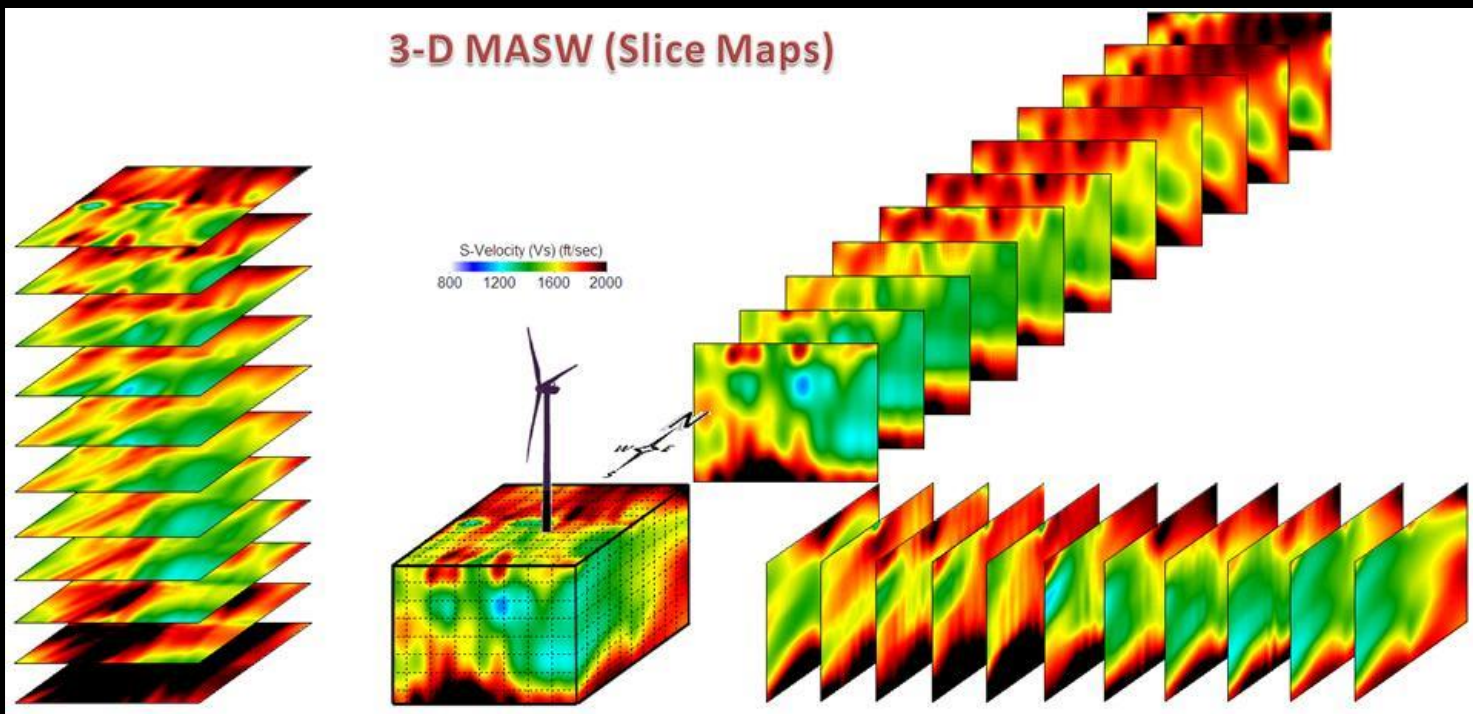 3-D MASW (Slice Maps)
S-Velocity (Vs) (ft/sec)
800 1200 1600 2000
N
W E
S